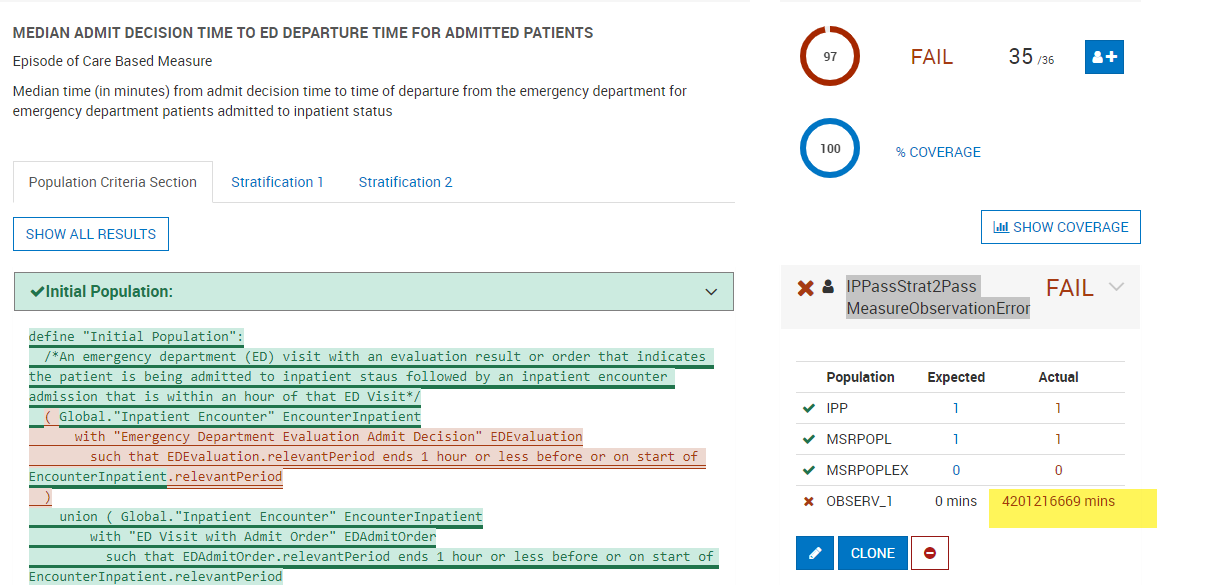 MEDIAN ADMIT DECISION TIME TO ED DEPARTURE TIME FOR ADMITTED PATIENTS
Episode of Care Based Measure
Median time (in minutes) from admit decision time to time of departure from the emergency department for
emergency department patients admitted to inpatient status
Population Criteria Section Stratification 1 Stratification 2
SHOW ALL RESULTS
Initial Population:
define "Initial Population":
/*An emergency department (ED) visit with an evaluation result or order that indicates
the patient is being admitted to inpatient staus followed by an inpatient encounter
admission that is within an hour of that ED Visit*/
( Global."Inpatient Encounter" EncounterInpatient
with "Emergency Department Evaluation Admit Decision" EDEvaluation
such that EDEvaluation.relevantPeriod ends 1 hour or less before or on start of
EncounterInpatient.relevantPeriod
)
union ( Global."Inpatient Encounter" EncounterInpatient
with "ED Visit with Admit Order" EDAdmitOrder
such that EDAdmitOrder.relevantPeriod ends 1 hour or less before or on start of
EncounterInpatient.relevantPeriod
97 FAIL 35 /36
100 % COVERAGE
SHOW COVERAGE
IPPassStrat2Pass
MeasureObservationError
FAIL
Population Expected Actual
IPP 1 1
MSRPOPL 1 1
MSRPOPLEX 0 0
OBSERV_1 0 mins 4201216669 mins
CLONE